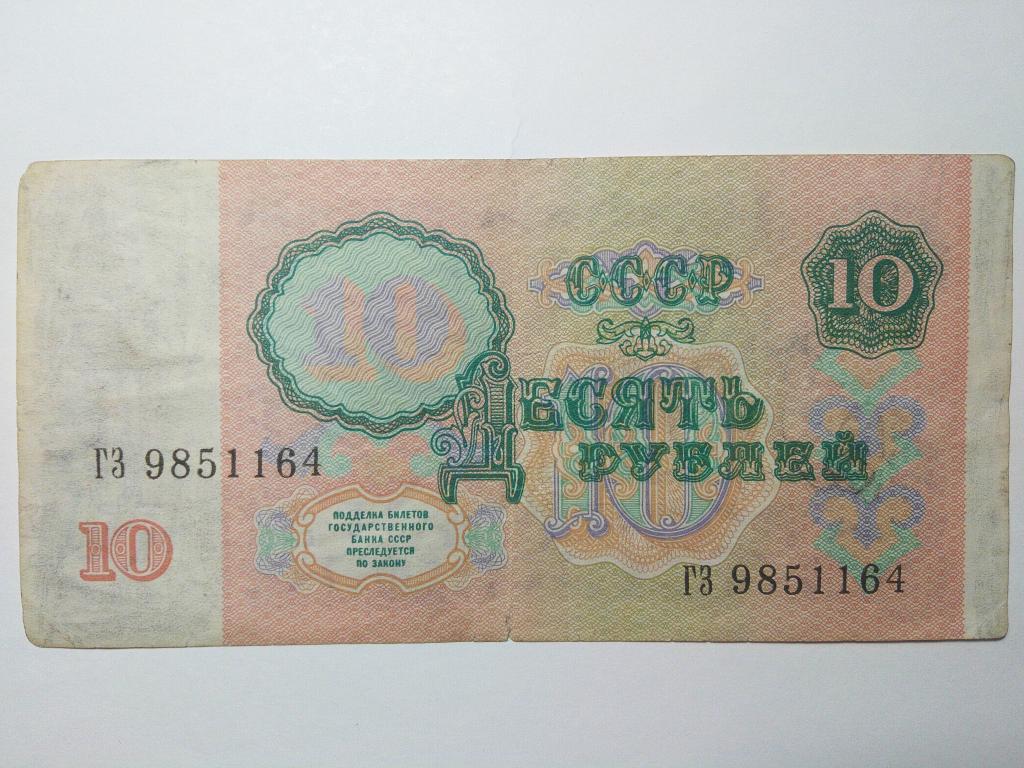 10
СССР
10
ДЕСЯТЬ
10
РУБЛЕЙ
ГЗ 9851164
ПОДДЕЛКА БИЛЕТОВ
ГОСУДАРСТВЕННОГО
БАНКА СССР
ПРЕСЛЕДУЕТСЯ
ПО ЗАКОНУ
10
ГЗ 9851164